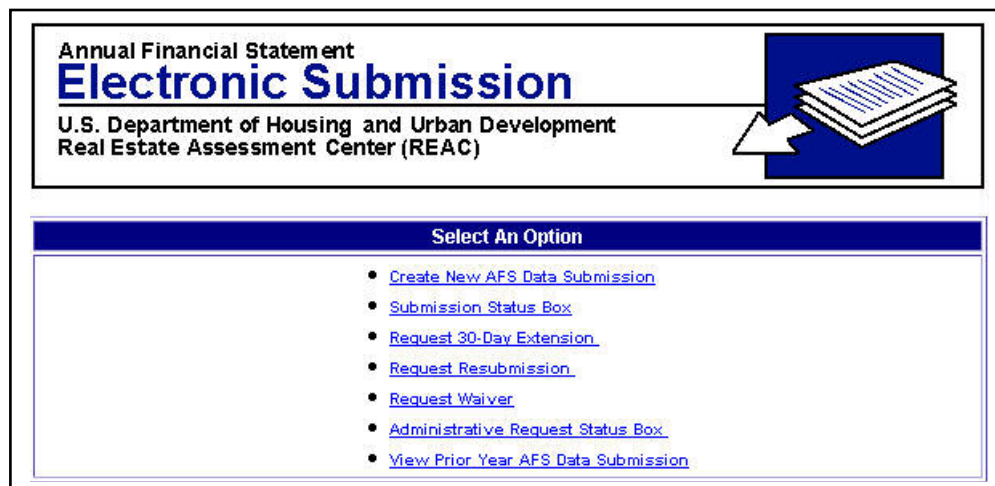 Annual Financial Statement
Electronic Submission
U.S. Department of Housing and Urban Development
Real Estate Assessment Center (REAC)
Select An Option
Create New AFS Data Submission
Submission Status Box
Request 30-Day Extension
Request Resubmission
Request Waiver
Administrative Request Status Box
View Prior Year AFS Data Submission